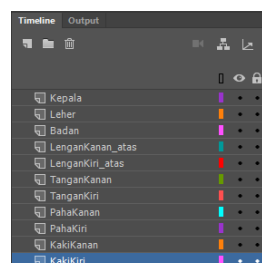 Timeline Output
Kepala
Leher
Badan
LenganKanan_atas
LenganKiri_atas
TanganKanan
TanganKiri
PahaKanan
PahaKiri
KakiKanan
KakiKiri